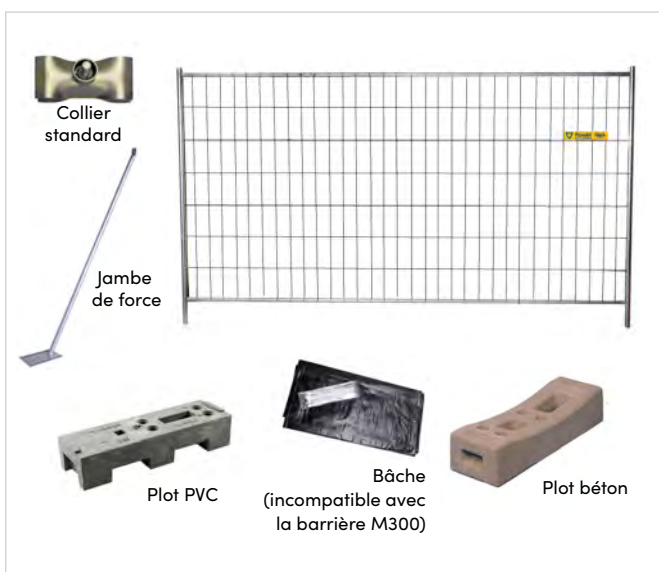 Collier
standard
Jambe
de force
Plot PVC
Bâche
(incompatible avec
la barrière M300)
Plot béton